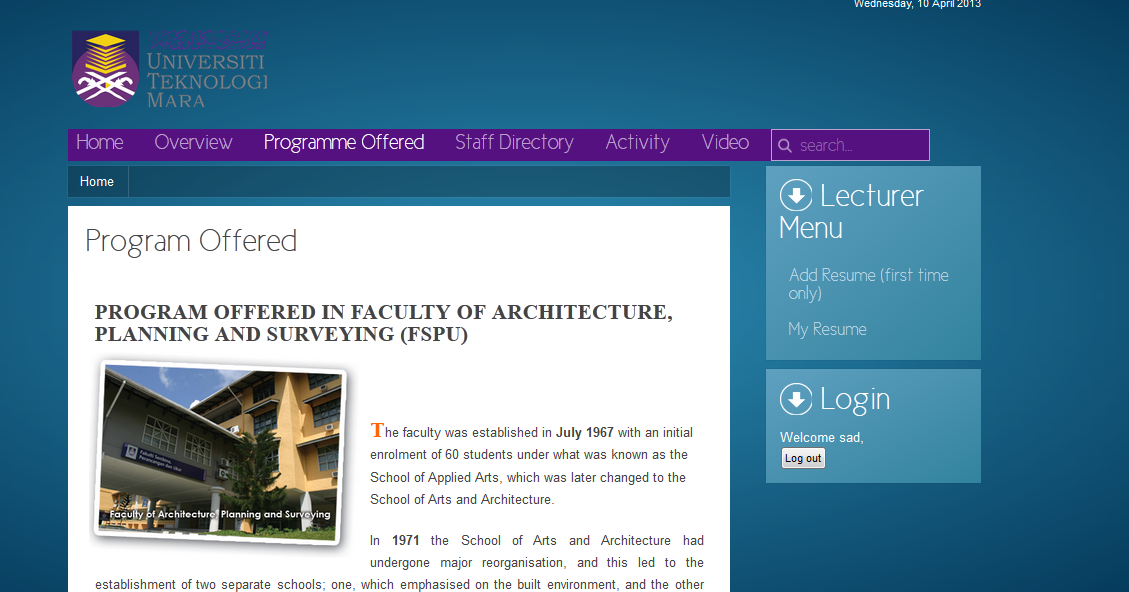 Wednesday, 10 April 2013
UNIVERSITI
TEKNOLOGI
MARA
Home Overview Programme Offered Staff Directory Activity Video search...
Home
Program Offered
PROGRAM OFFERED IN FACULTY OF ARCHITECTURE,
PLANNING AND SURVEYING (FSPU)
Fakulti Senibina,
Perancangan dan Ukur
Faculty of Architecture, Planning and Surveying
The faculty was established in July 1967 with an initial
enrolment of 60 students under what was known as the
School of Applied Arts, which was later changed to the
School of Arts and Architecture.
In 1971 the School of Arts and Architecture had
undergone major reorganisation, and this led to the
establishment of two separate schools; one, which emphasised on the built environment, and the other
Lecturer
Menu
Add Resume (first time
only)
My Resume
Login
Welcome sad,
Log out